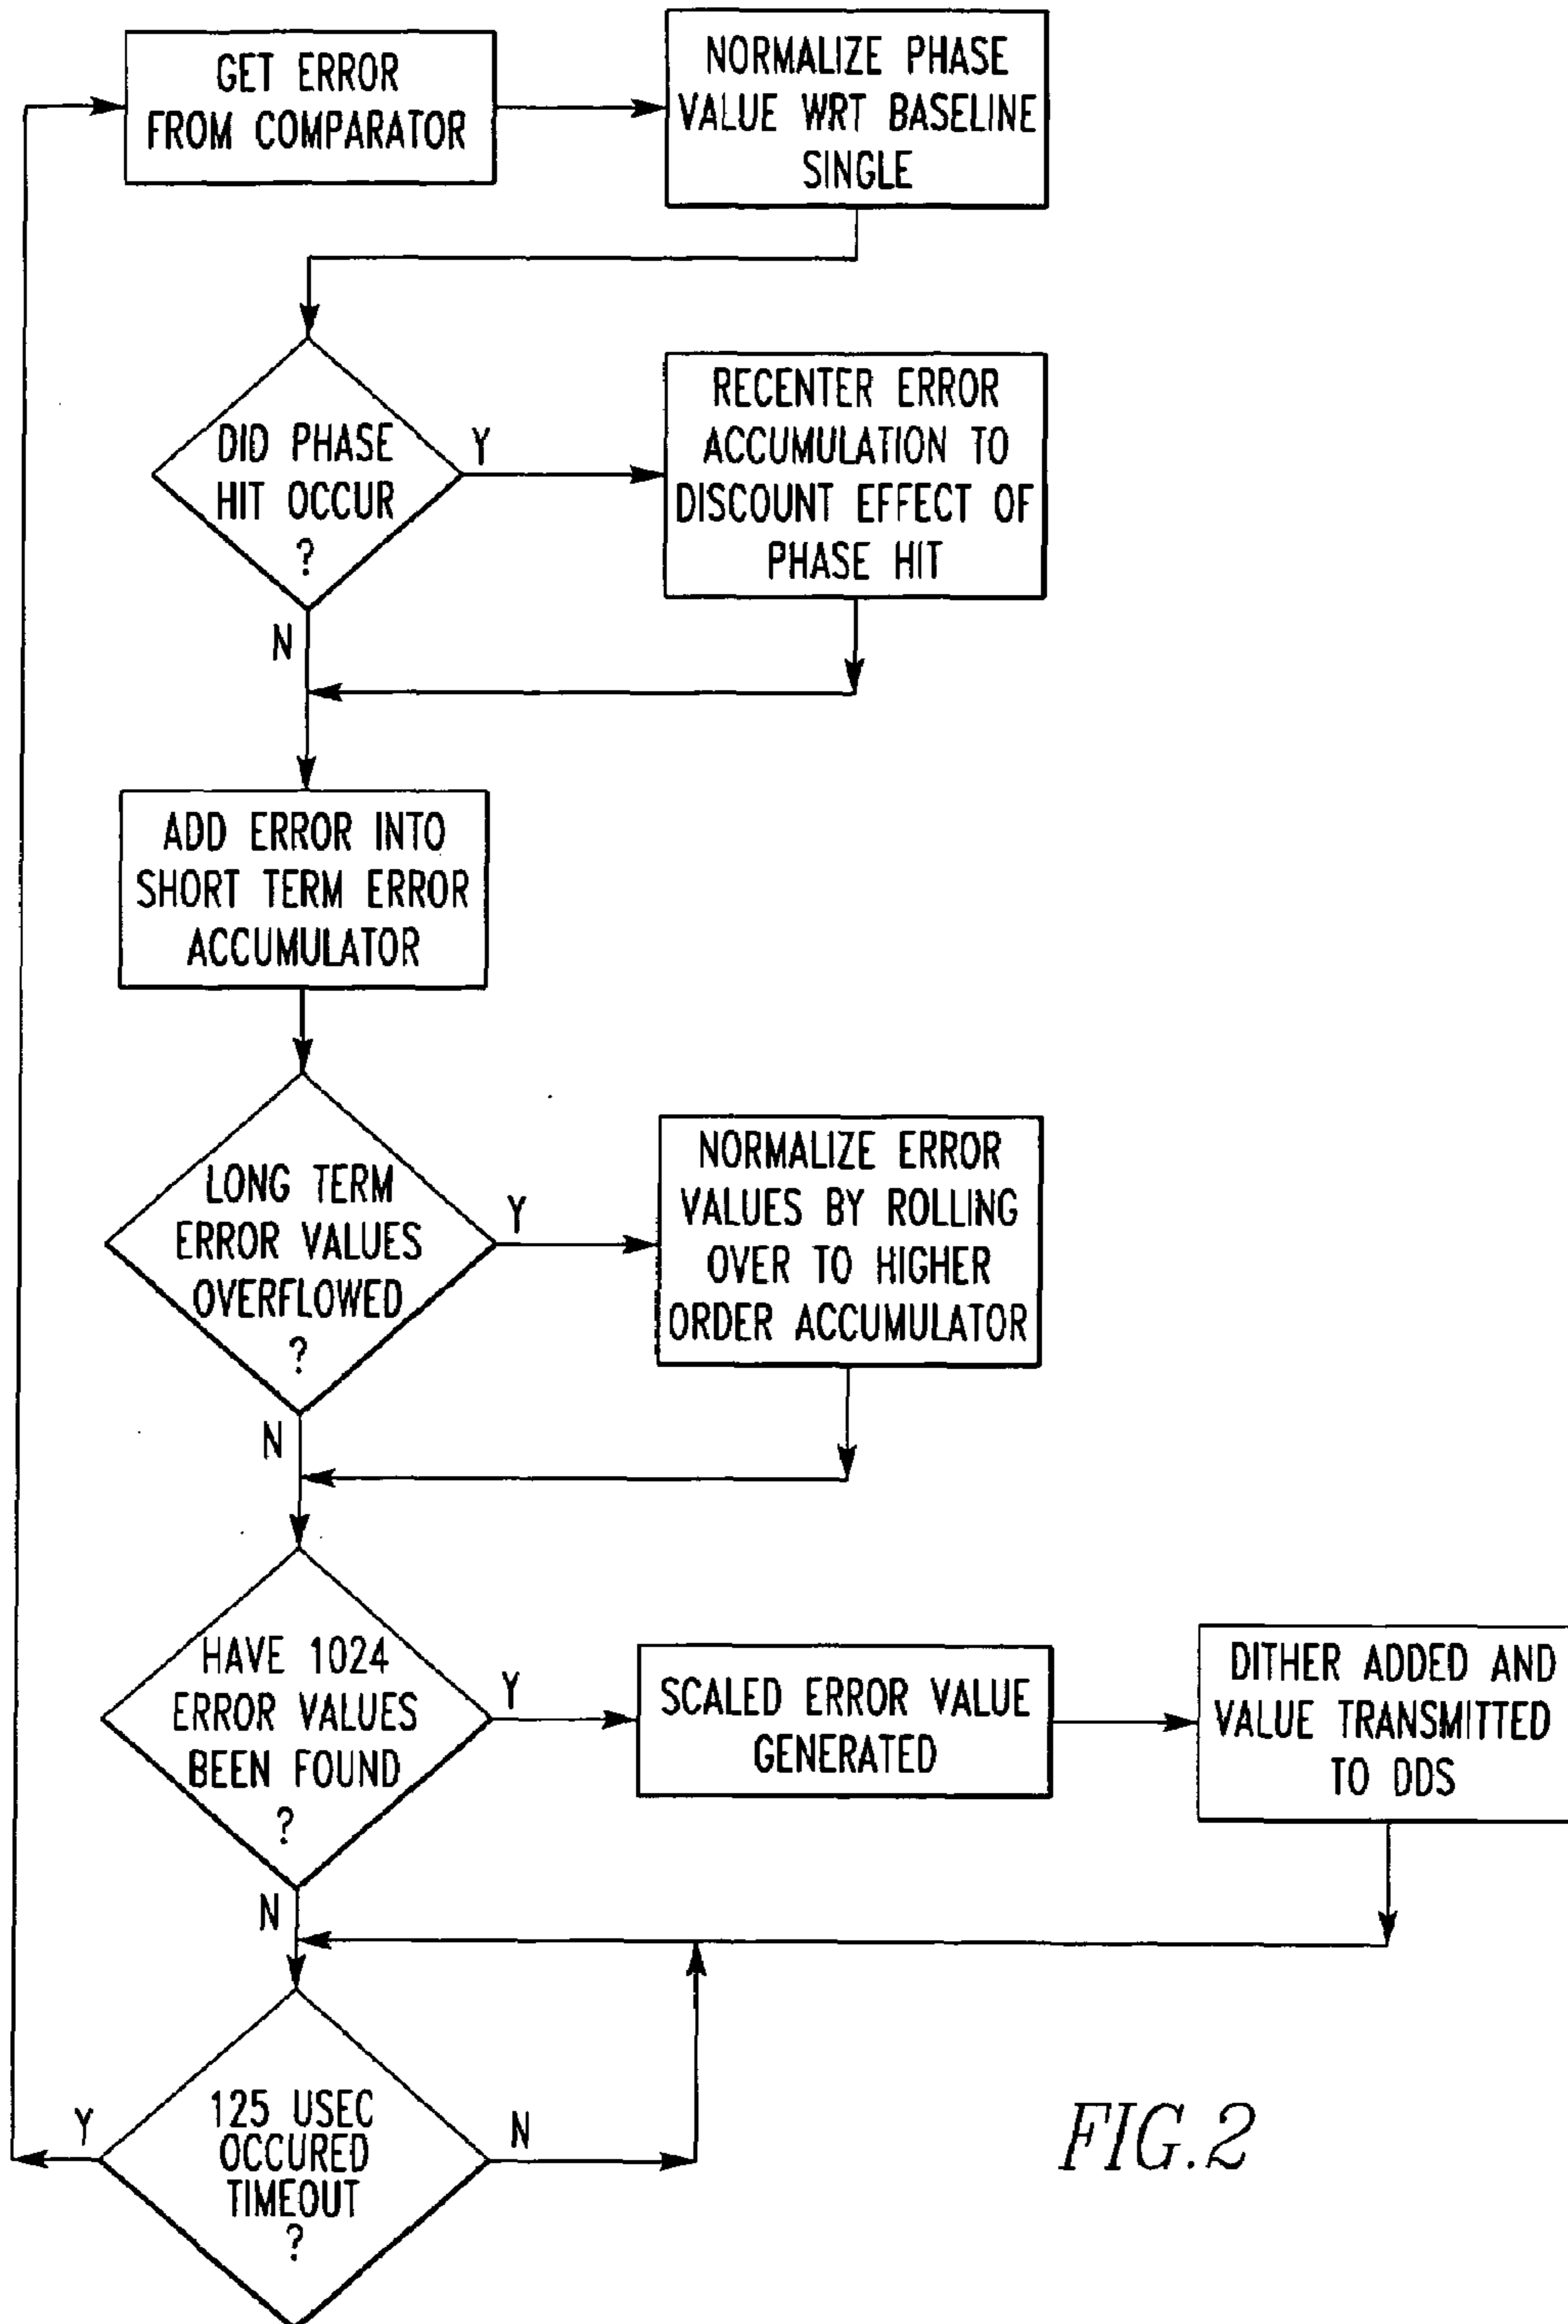 GET ERROR
FROM COMPARATOR
NORMALIZE PHASE
VALUE WRT BASELINE
SINGLE
DID PHASE
HIT OCCUR
?
Y
RECENTER ERROR
ACCUMULATION TO
DISCOUNT EFFECT OF
PHASE HIT
N
ADD ERROR INTO
SHORT TERM ERROR
ACCUMULATOR
LONG TERM
ERROR VALUES
OVERFLOWED
?
Y
NORMALIZE ERROR
VALUES BY ROLLING
OVER TO HIGHER
ORDER ACCUMULATOR
N
HAVE 1024
ERROR VALUES
BEEN FOUND
?
Y
SCALED ERROR VALUE
GENERATED
DITHER ADDED AND
VALUE TRANSMITTED
TO DDS
N
125 USEC
OCCURED
TIMEOUT
?
Y
N
FIG.2